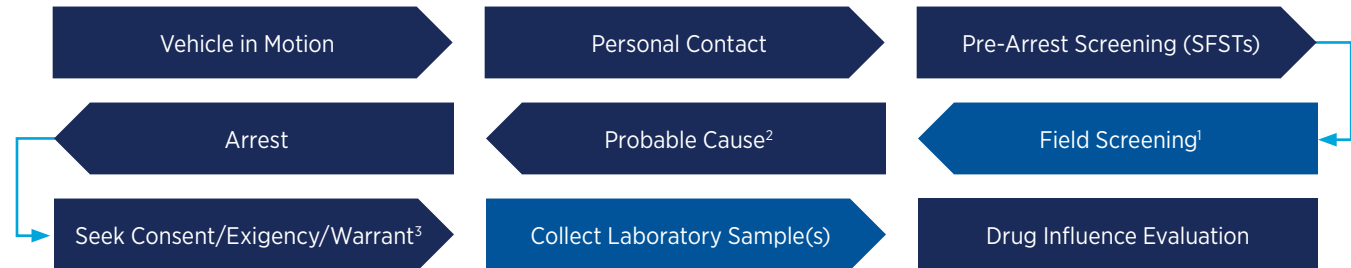 Vehicle in Motion
Personal Contact
Pre-Arrest Screening (SFSTs)
Arrest
Probable Cause²
Field Screening¹
Seek Consent/Exigency/Warrant³
Collect Laboratory Sample(s)
Drug Influence Evaluation